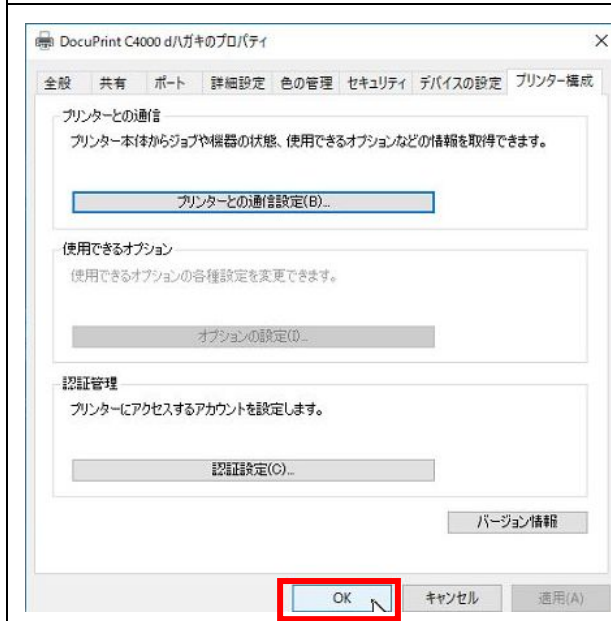 DocuPrint C4000 dハガキのプロパティ
全般 共有 ポート 詳細設定 色の管理 セキュリティ デバイスの設定 プリンター構成
プリンターとの通信
プリンター本体からジョブや機器の状態、使用できるオプションなどの情報を取得できます。
プリンターとの通信設定(B)...
使用できるオプション
使用できるオプションの各種設定を変更できます。
オプションの設定(I)...
認証管理
プリンターにアクセスするアカウントを設定します。
認証設定(C)...
バージョン情報
OK キャンセル 適用(A)